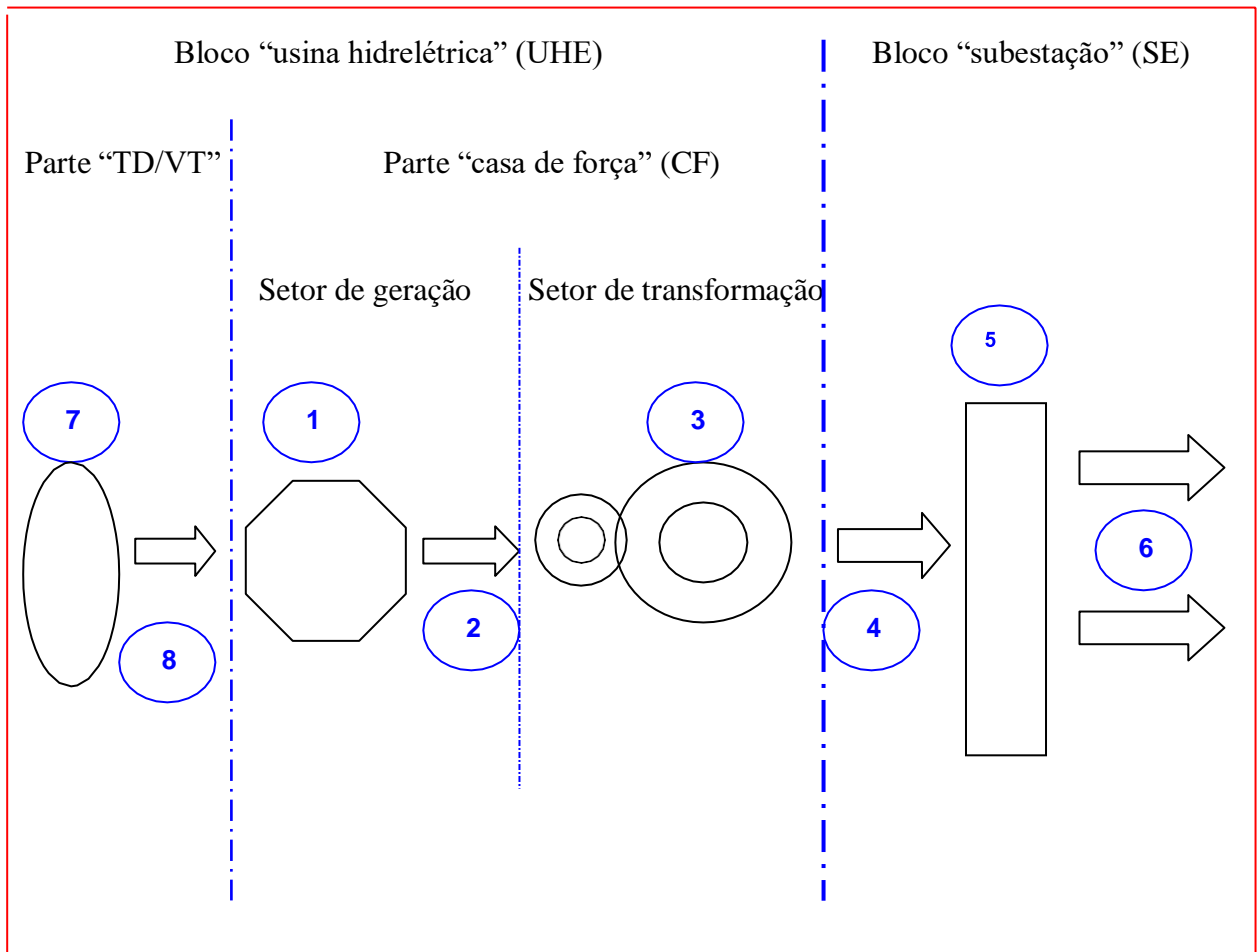 Bloco “usina hidrelétrica” (UHE)
Bloco “subestação” (SE)
Parte “TD/VT”
Parte “casa de força” (CF)
Setor de geração
Setor de transformação
5
7
1
3
6
2
4
8